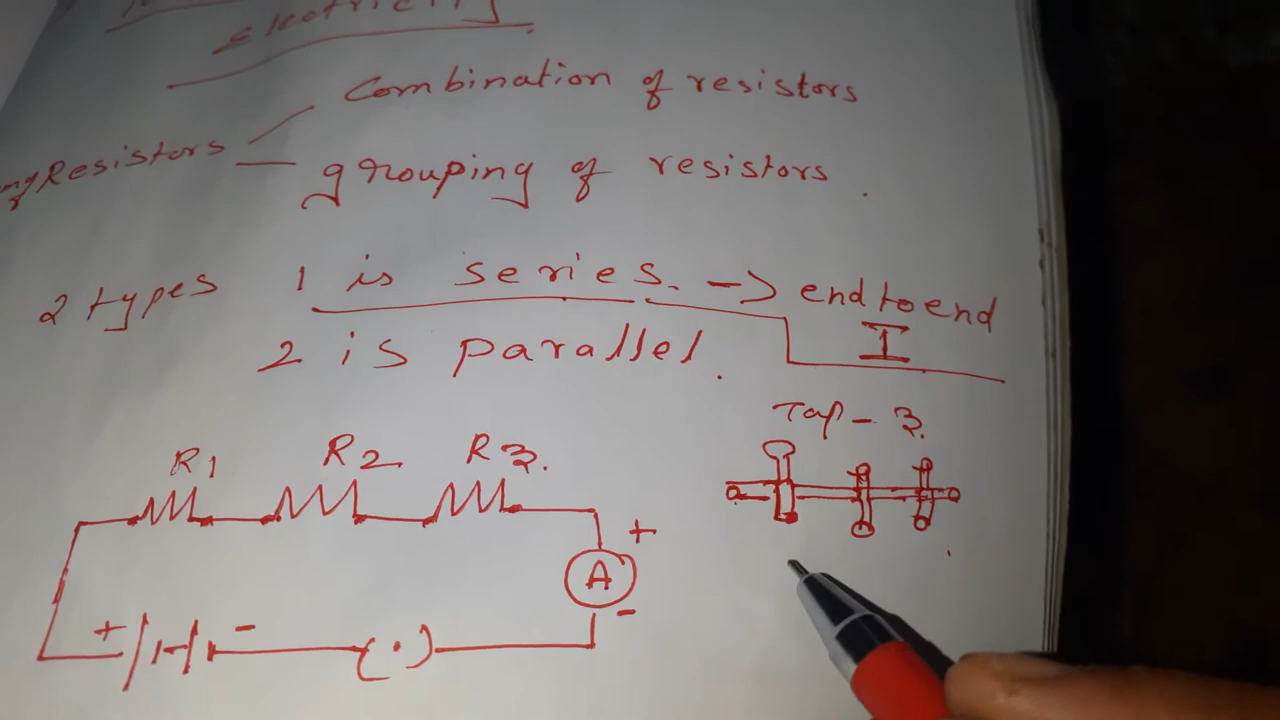 Electricity
Combination of resistors
Resistors
grouping of resistors.
2 types 1 is series. -> end to end
I
2 is parallel.
Tap - 3.
R1 R2 R3.
+
A
-
+ -